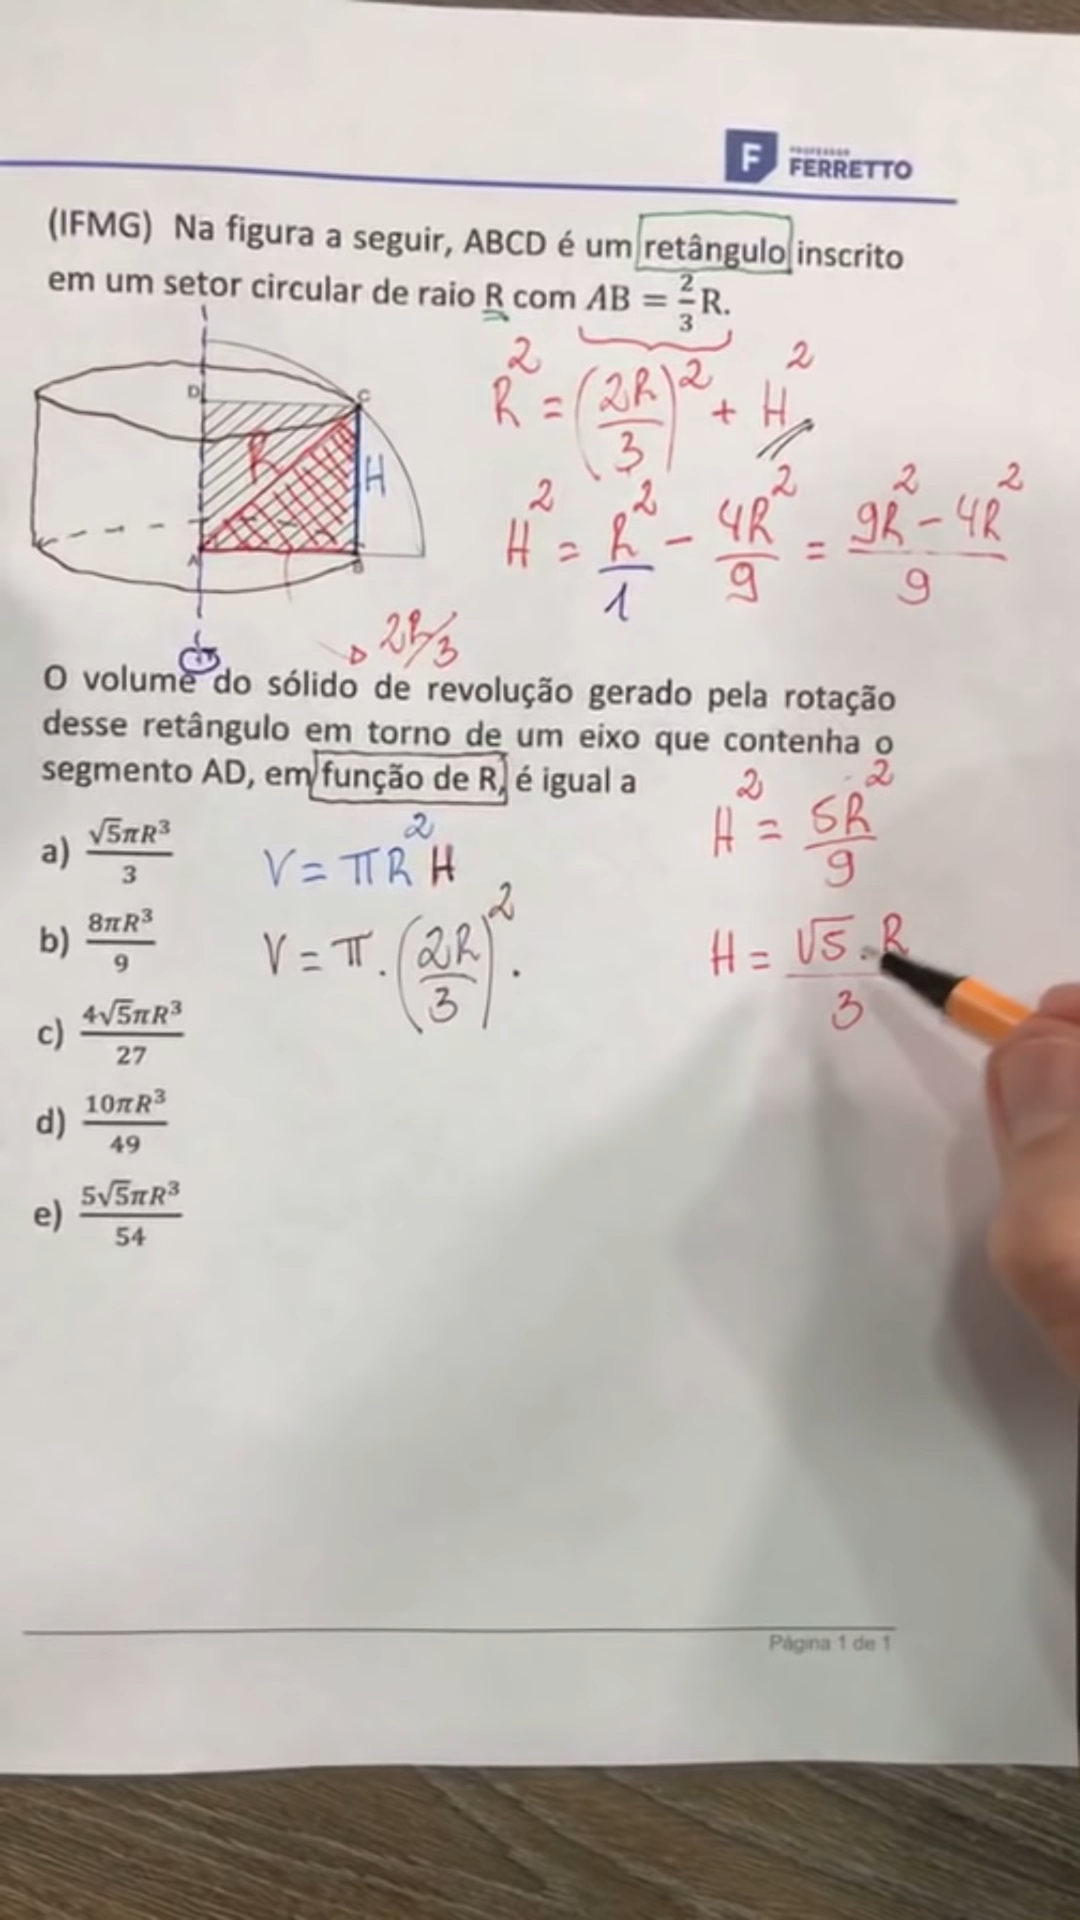 F PROFESSOR FERRETTO
(IFMG) Na figura a seguir, ABCD é um retângulo inscrito
em um setor circular de raio R com AB = 2/3 R.
D C
R H
A B
2R/3
R² = (2R/3)² + H²
H² = R²/1 - 4R²/9 = 9R² - 4R²/9
O volume do sólido de revolução gerado pela rotação
desse retângulo em torno de um eixo que contenha o
segmento AD, em função de R, é igual a
H² = 5R²/9
a) √5πR³/3
V = πR²H
b) 8πR³/9
V = π.(2R/3)².
H = √5.R/3
c) 4√5πR³/27
d) 10πR³/49
e) 5√5πR³/54
Página 1 de 1